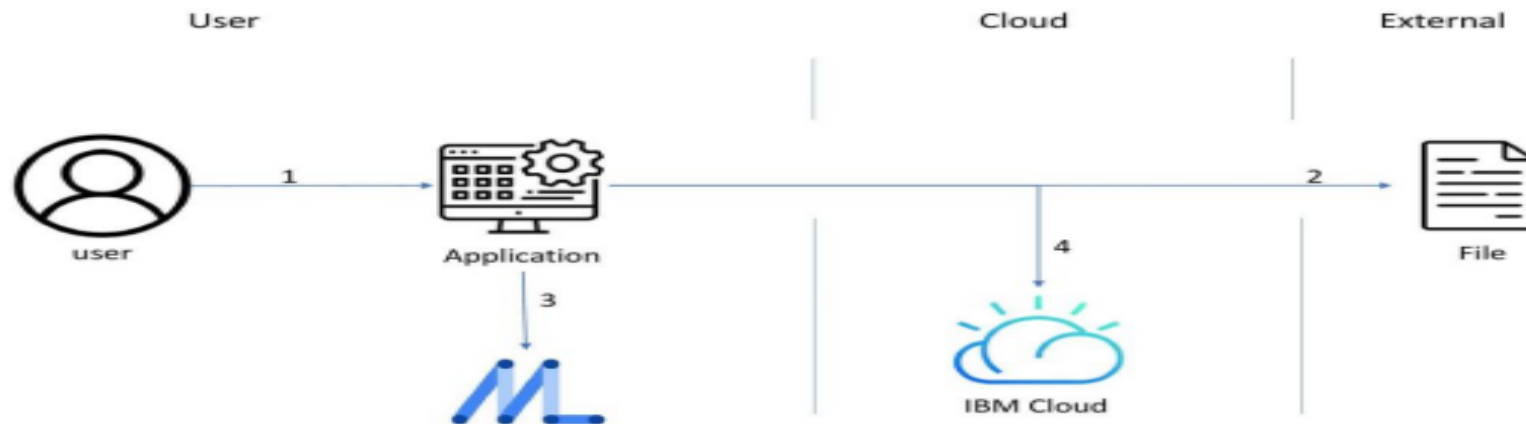 User
Cloud
External
1
2
user
Application
4
File
3
IBM Cloud